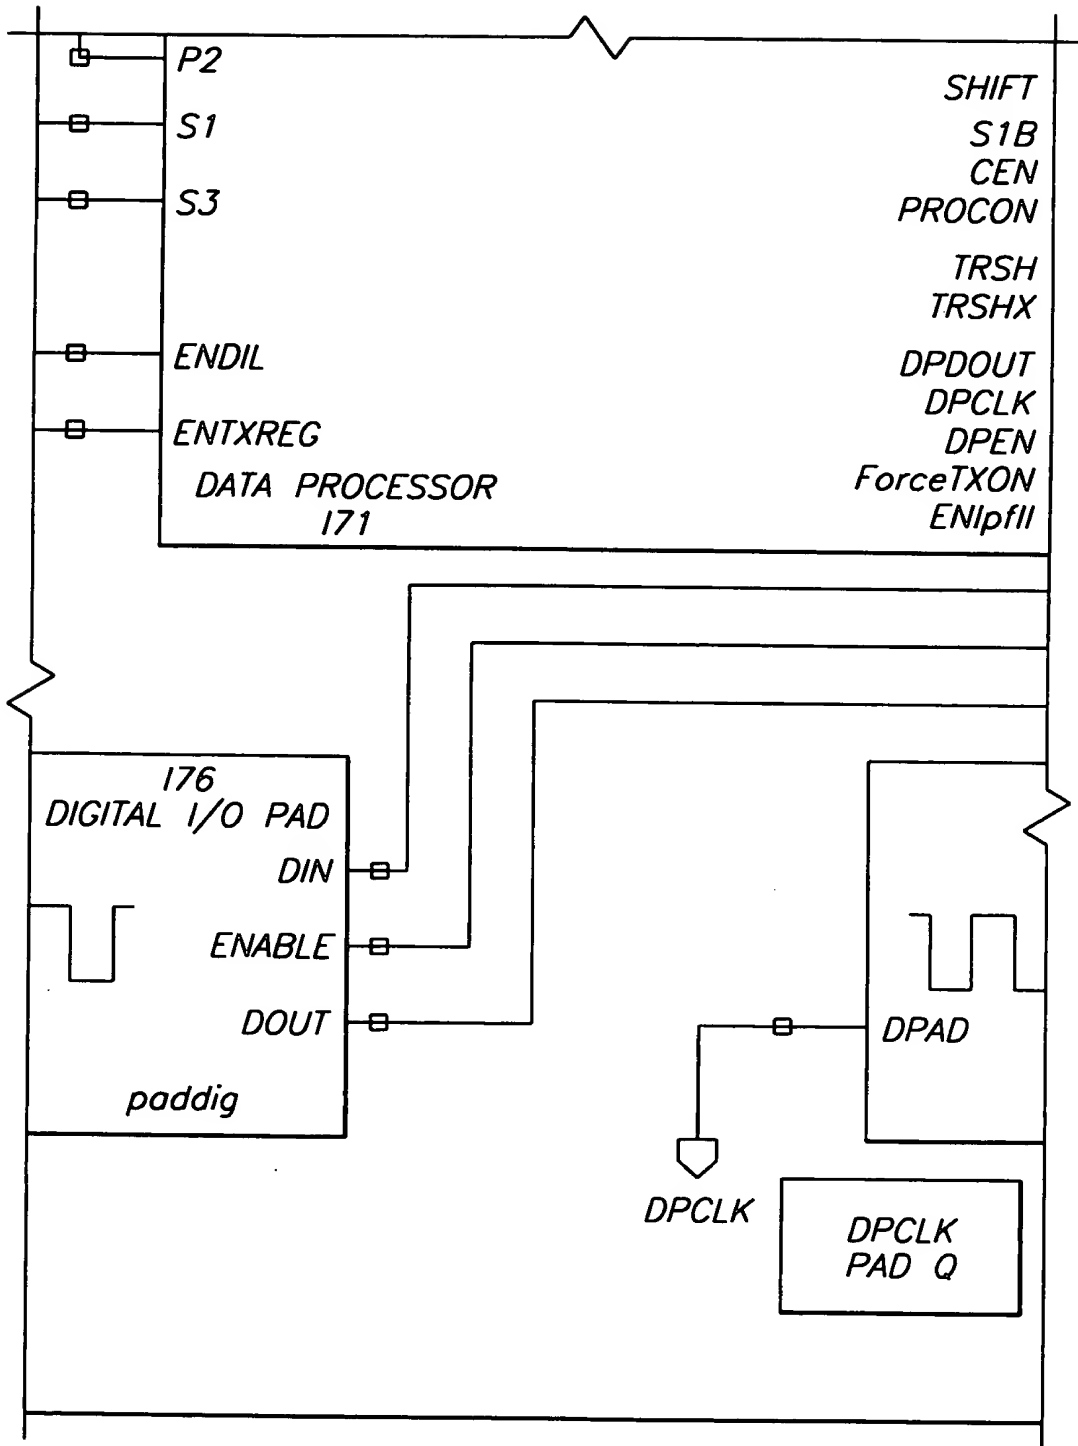 P2
S1
S3
ENDIL
ENTXREG
DATA PROCESSOR
I71
SHIFT
S1B
CEN
PROCON
TRSH
TRSHX
DPDOUT
DPCLK
DPEN
ForceTXON
ENlpfll
I76
DIGITAL I/O PAD
DIN
ENABLE
DOUT
paddig
DPAD
DPCLK
DPCLK
PAD Q